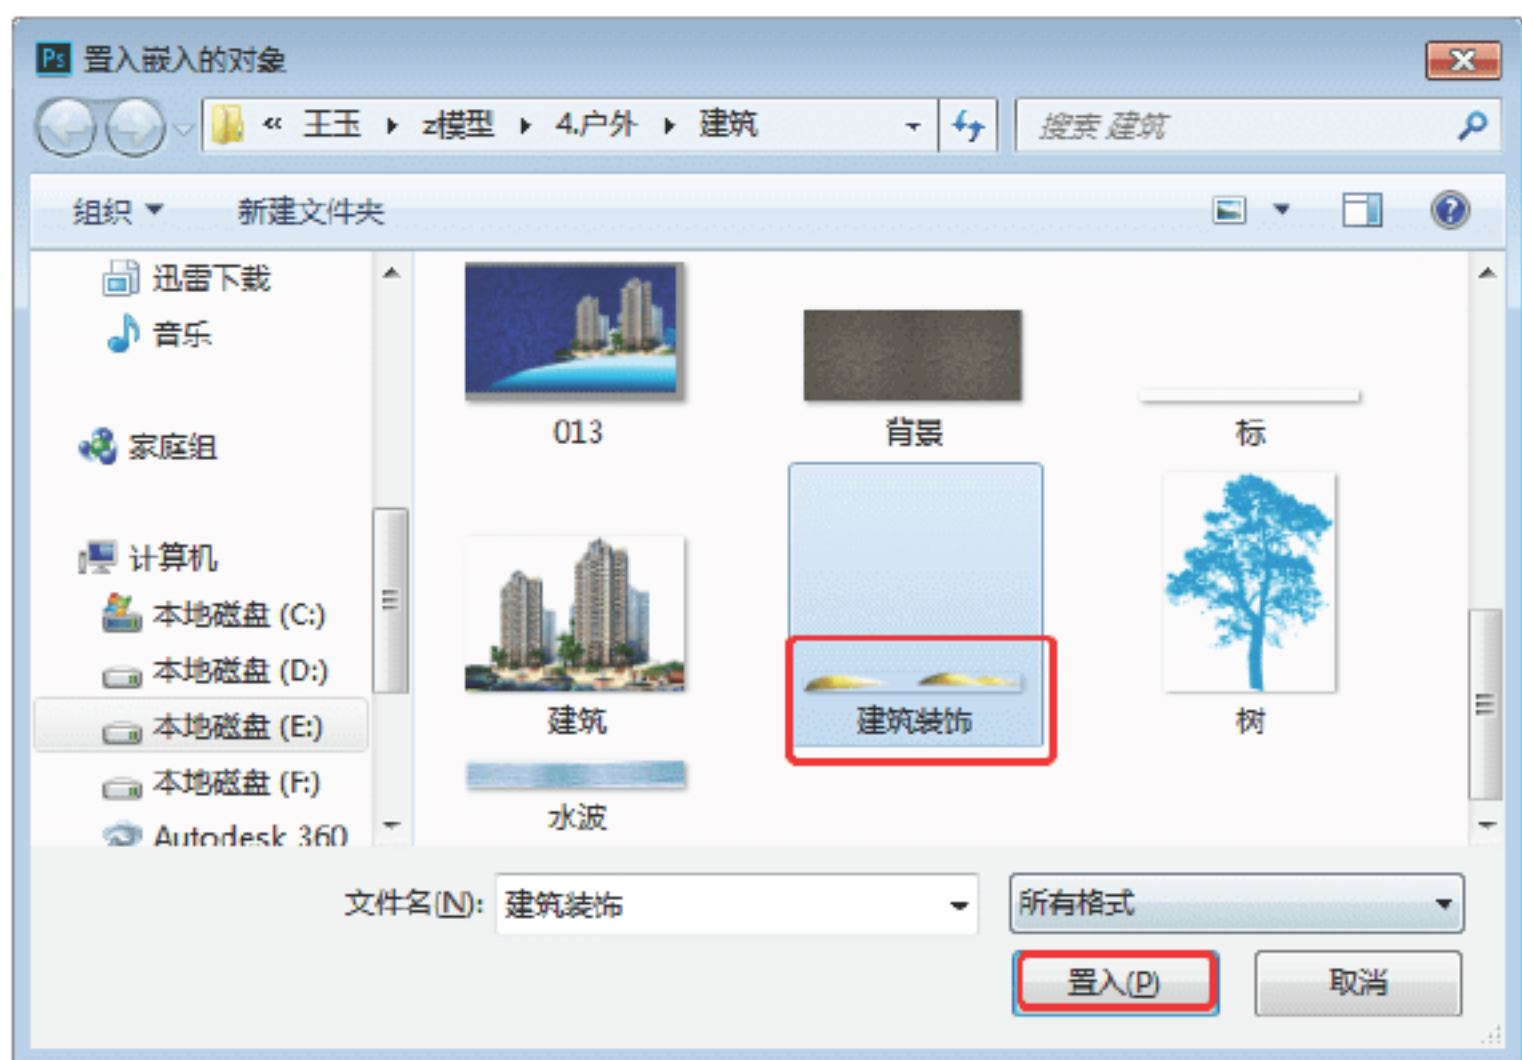 Ps 置入嵌入的对象
« 王玉 ▸ z模型 ▸ 4.户外 ▸ 建筑
搜索 建筑
组织 新建文件夹
迅雷下载
音乐
家庭组
计算机
本地磁盘 (C:)
本地磁盘 (D:)
本地磁盘 (E:)
本地磁盘 (F:)
Autodesk 360
013
背景
标
建筑
建筑装饰
树
水波
文件名(N): 建筑装饰
所有格式
置入(P)
取消